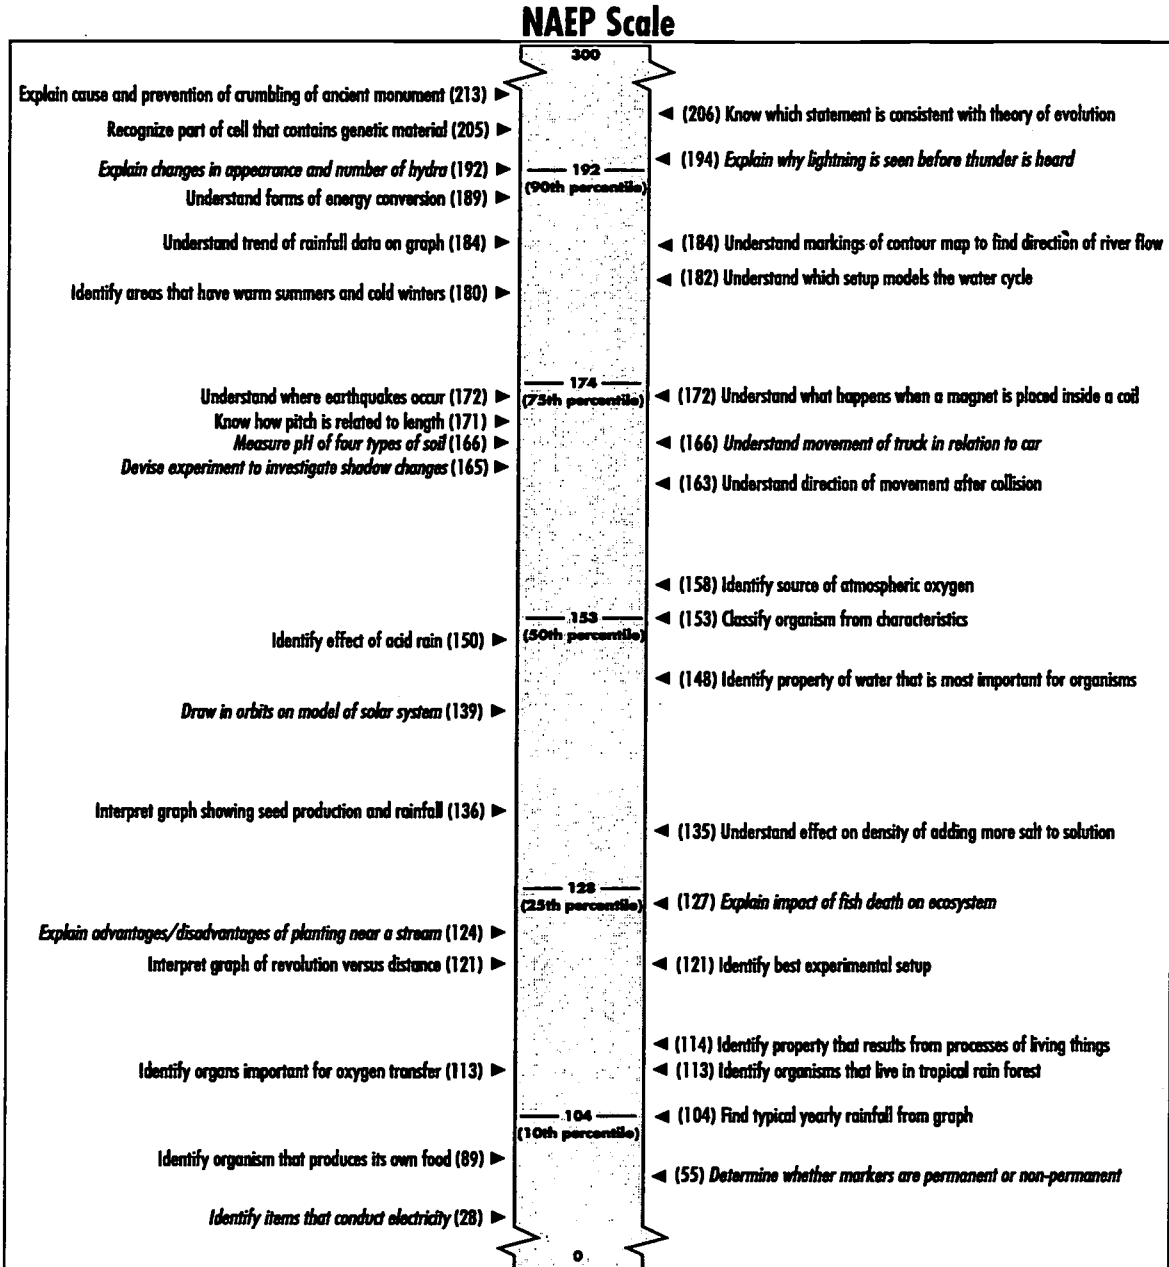 NAEP Scale
300
Explain cause and prevention of crumbling of ancient monument (213) ►
◄ (206) Know which statement is consistent with theory of evolution
Recognize part of cell that contains genetic material (205) ►
◄ (194) Explain why lightning is seen before thunder is heard
Explain changes in appearance and number of hydra (192) ►
192
(90th percentile)
Understand forms of energy conversion (189) ►
Understand trend of rainfall data on graph (184) ►
◄ (184) Understand markings of contour map to find direction of river flow
◄ (182) Understand which setup models the water cycle
Identify areas that have warm summers and cold winters (180) ►
174
(75th percentile)
Understand where earthquakes occur (172) ►
◄ (172) Understand what happens when a magnet is placed inside a coil
Know how pitch is related to length (171) ►
Measure pH of four types of soil (166) ►
◄ (166) Understand movement of truck in relation to car
Devise experiment to investigate shadow changes (165) ►
◄ (163) Understand direction of movement after collision
◄ (158) Identify source of atmospheric oxygen
153
(50th percentile)
◄ (153) Classify organism from characteristics
Identify effect of acid rain (150) ►
◄ (148) Identify property of water that is most important for organisms
Draw in orbits on model of solar system (139) ►
Interpret graph showing seed production and rainfall (136) ►
◄ (135) Understand effect on density of adding more salt to solution
128
(25th percentile)
◄ (127) Explain impact of fish death on ecosystem
Explain advantages/disadvantages of planting near a stream (124) ►
Interpret graph of revolution versus distance (121) ►
◄ (121) Identify best experimental setup
◄ (114) Identify property that results from processes of living things
Identify organs important for oxygen transfer (113) ►
◄ (113) Identify organisms that live in tropical rain forest
104
(10th percentile)
◄ (104) Find typical yearly rainfall from graph
Identify organism that produces its own food (89) ►
◄ (55) Determine whether markers are permanent or non-permanent
Identify items that conduct electricity (28) ►
0